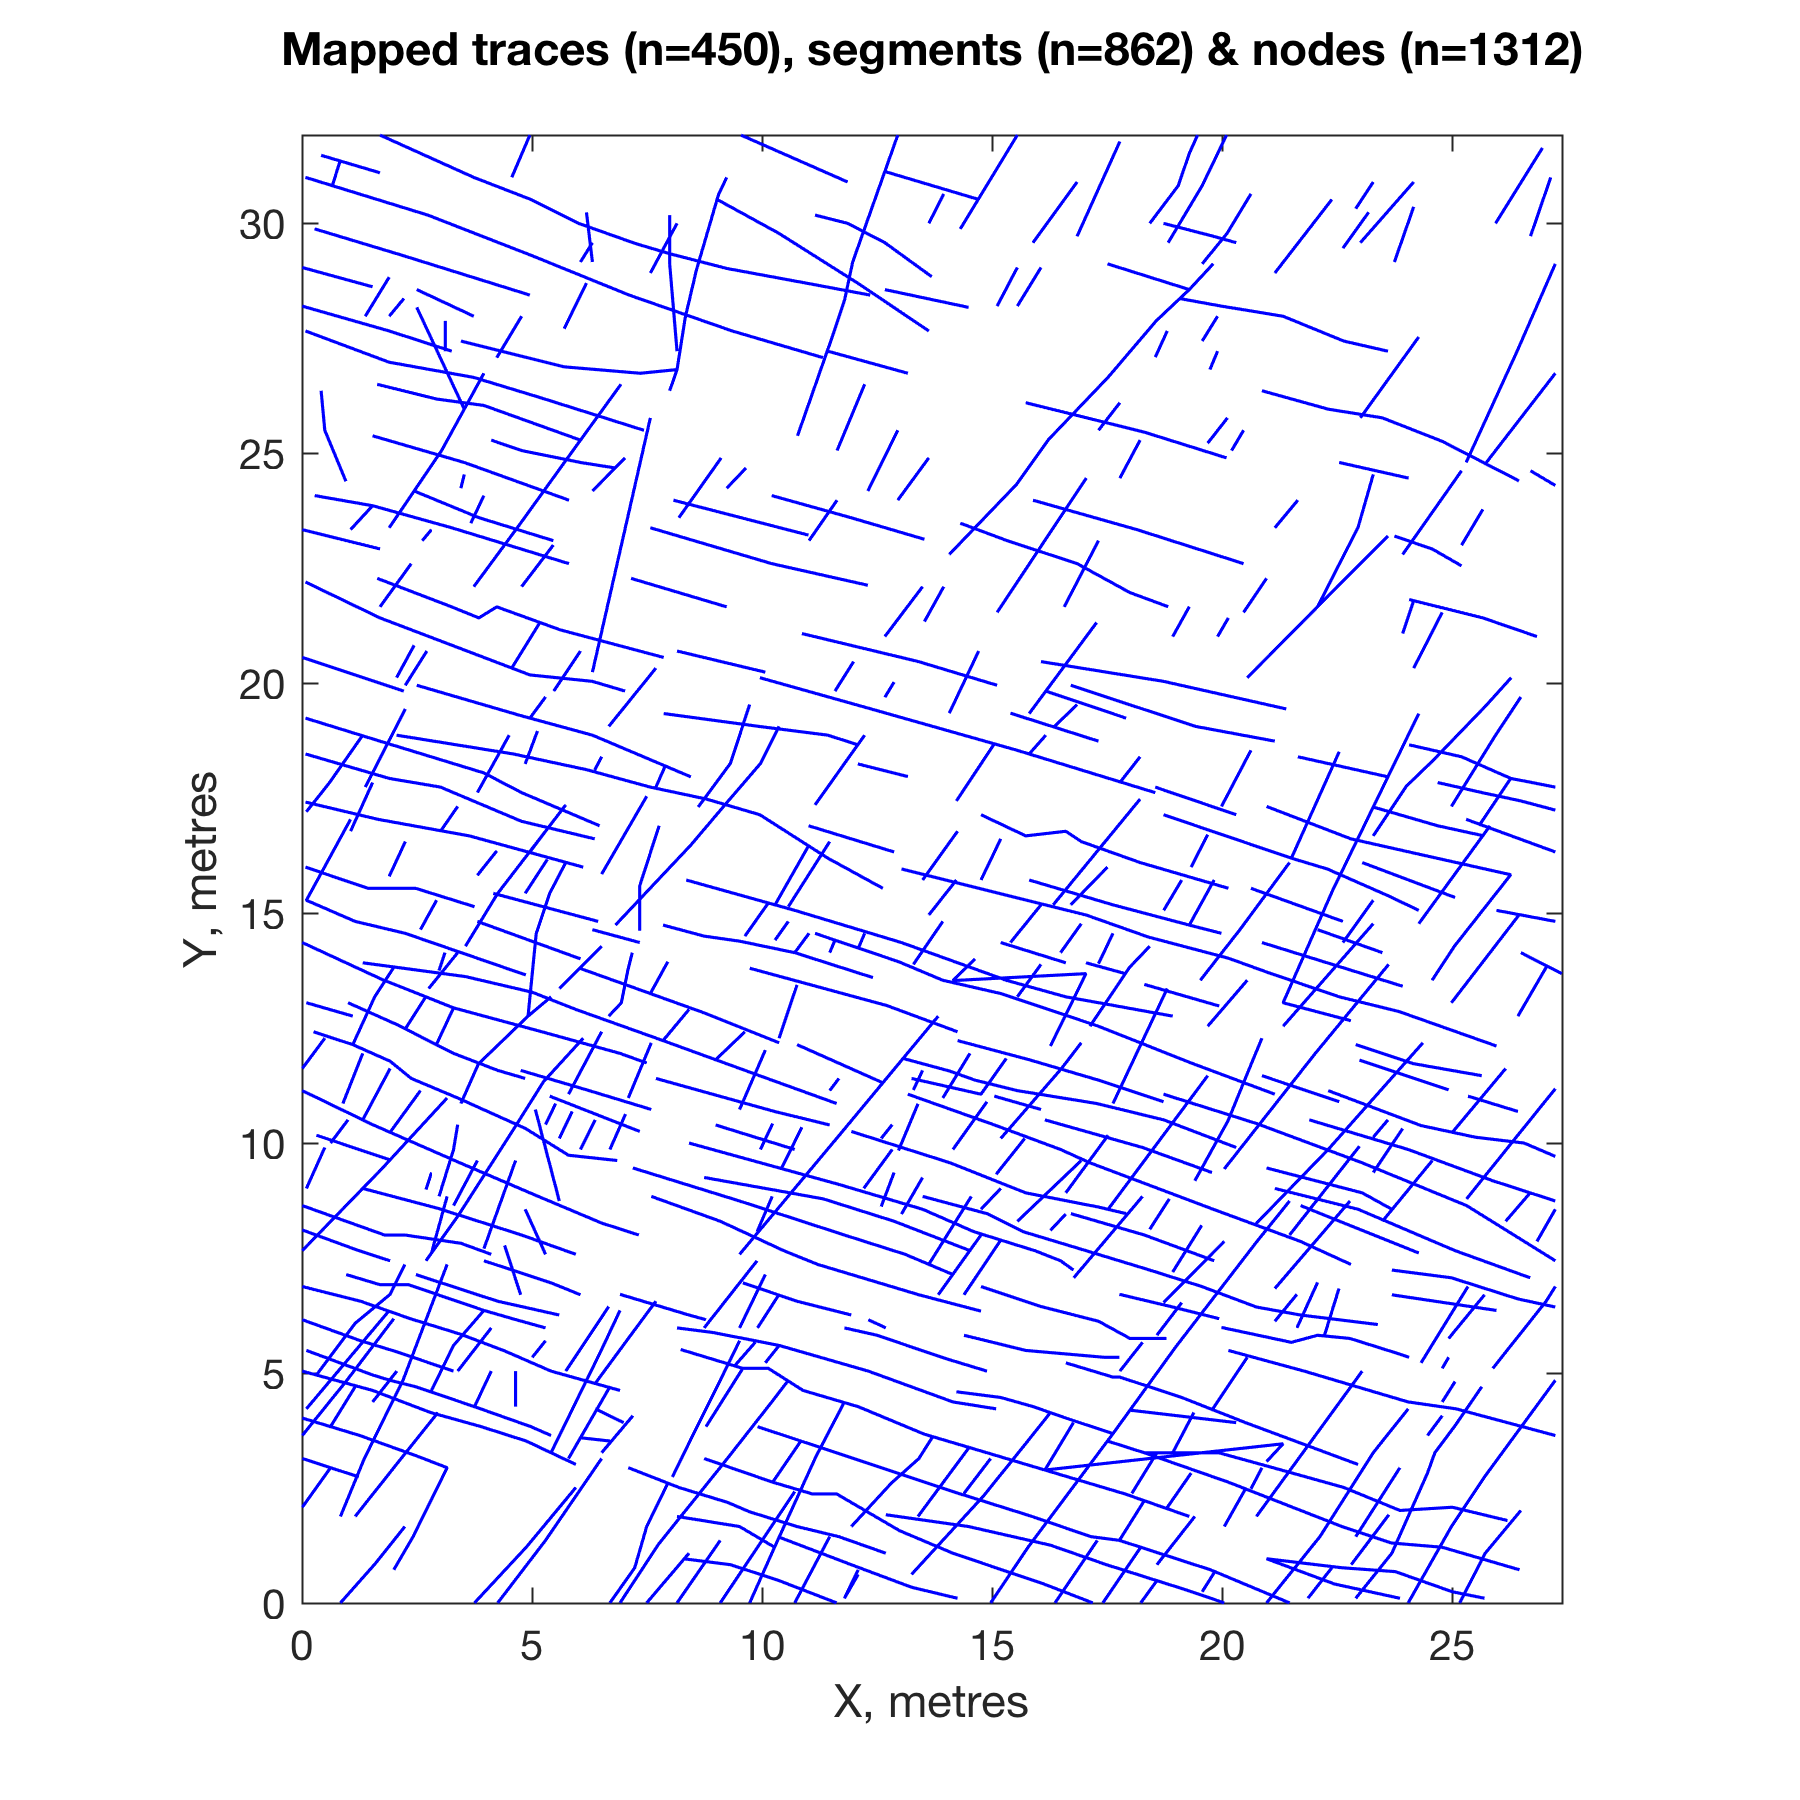 Mapped traces (n=450), segments (n=862) & nodes (n=1312)
30
25
20
15
10
5
0
Y, metres
0 5 10 15 20 25
X, metres